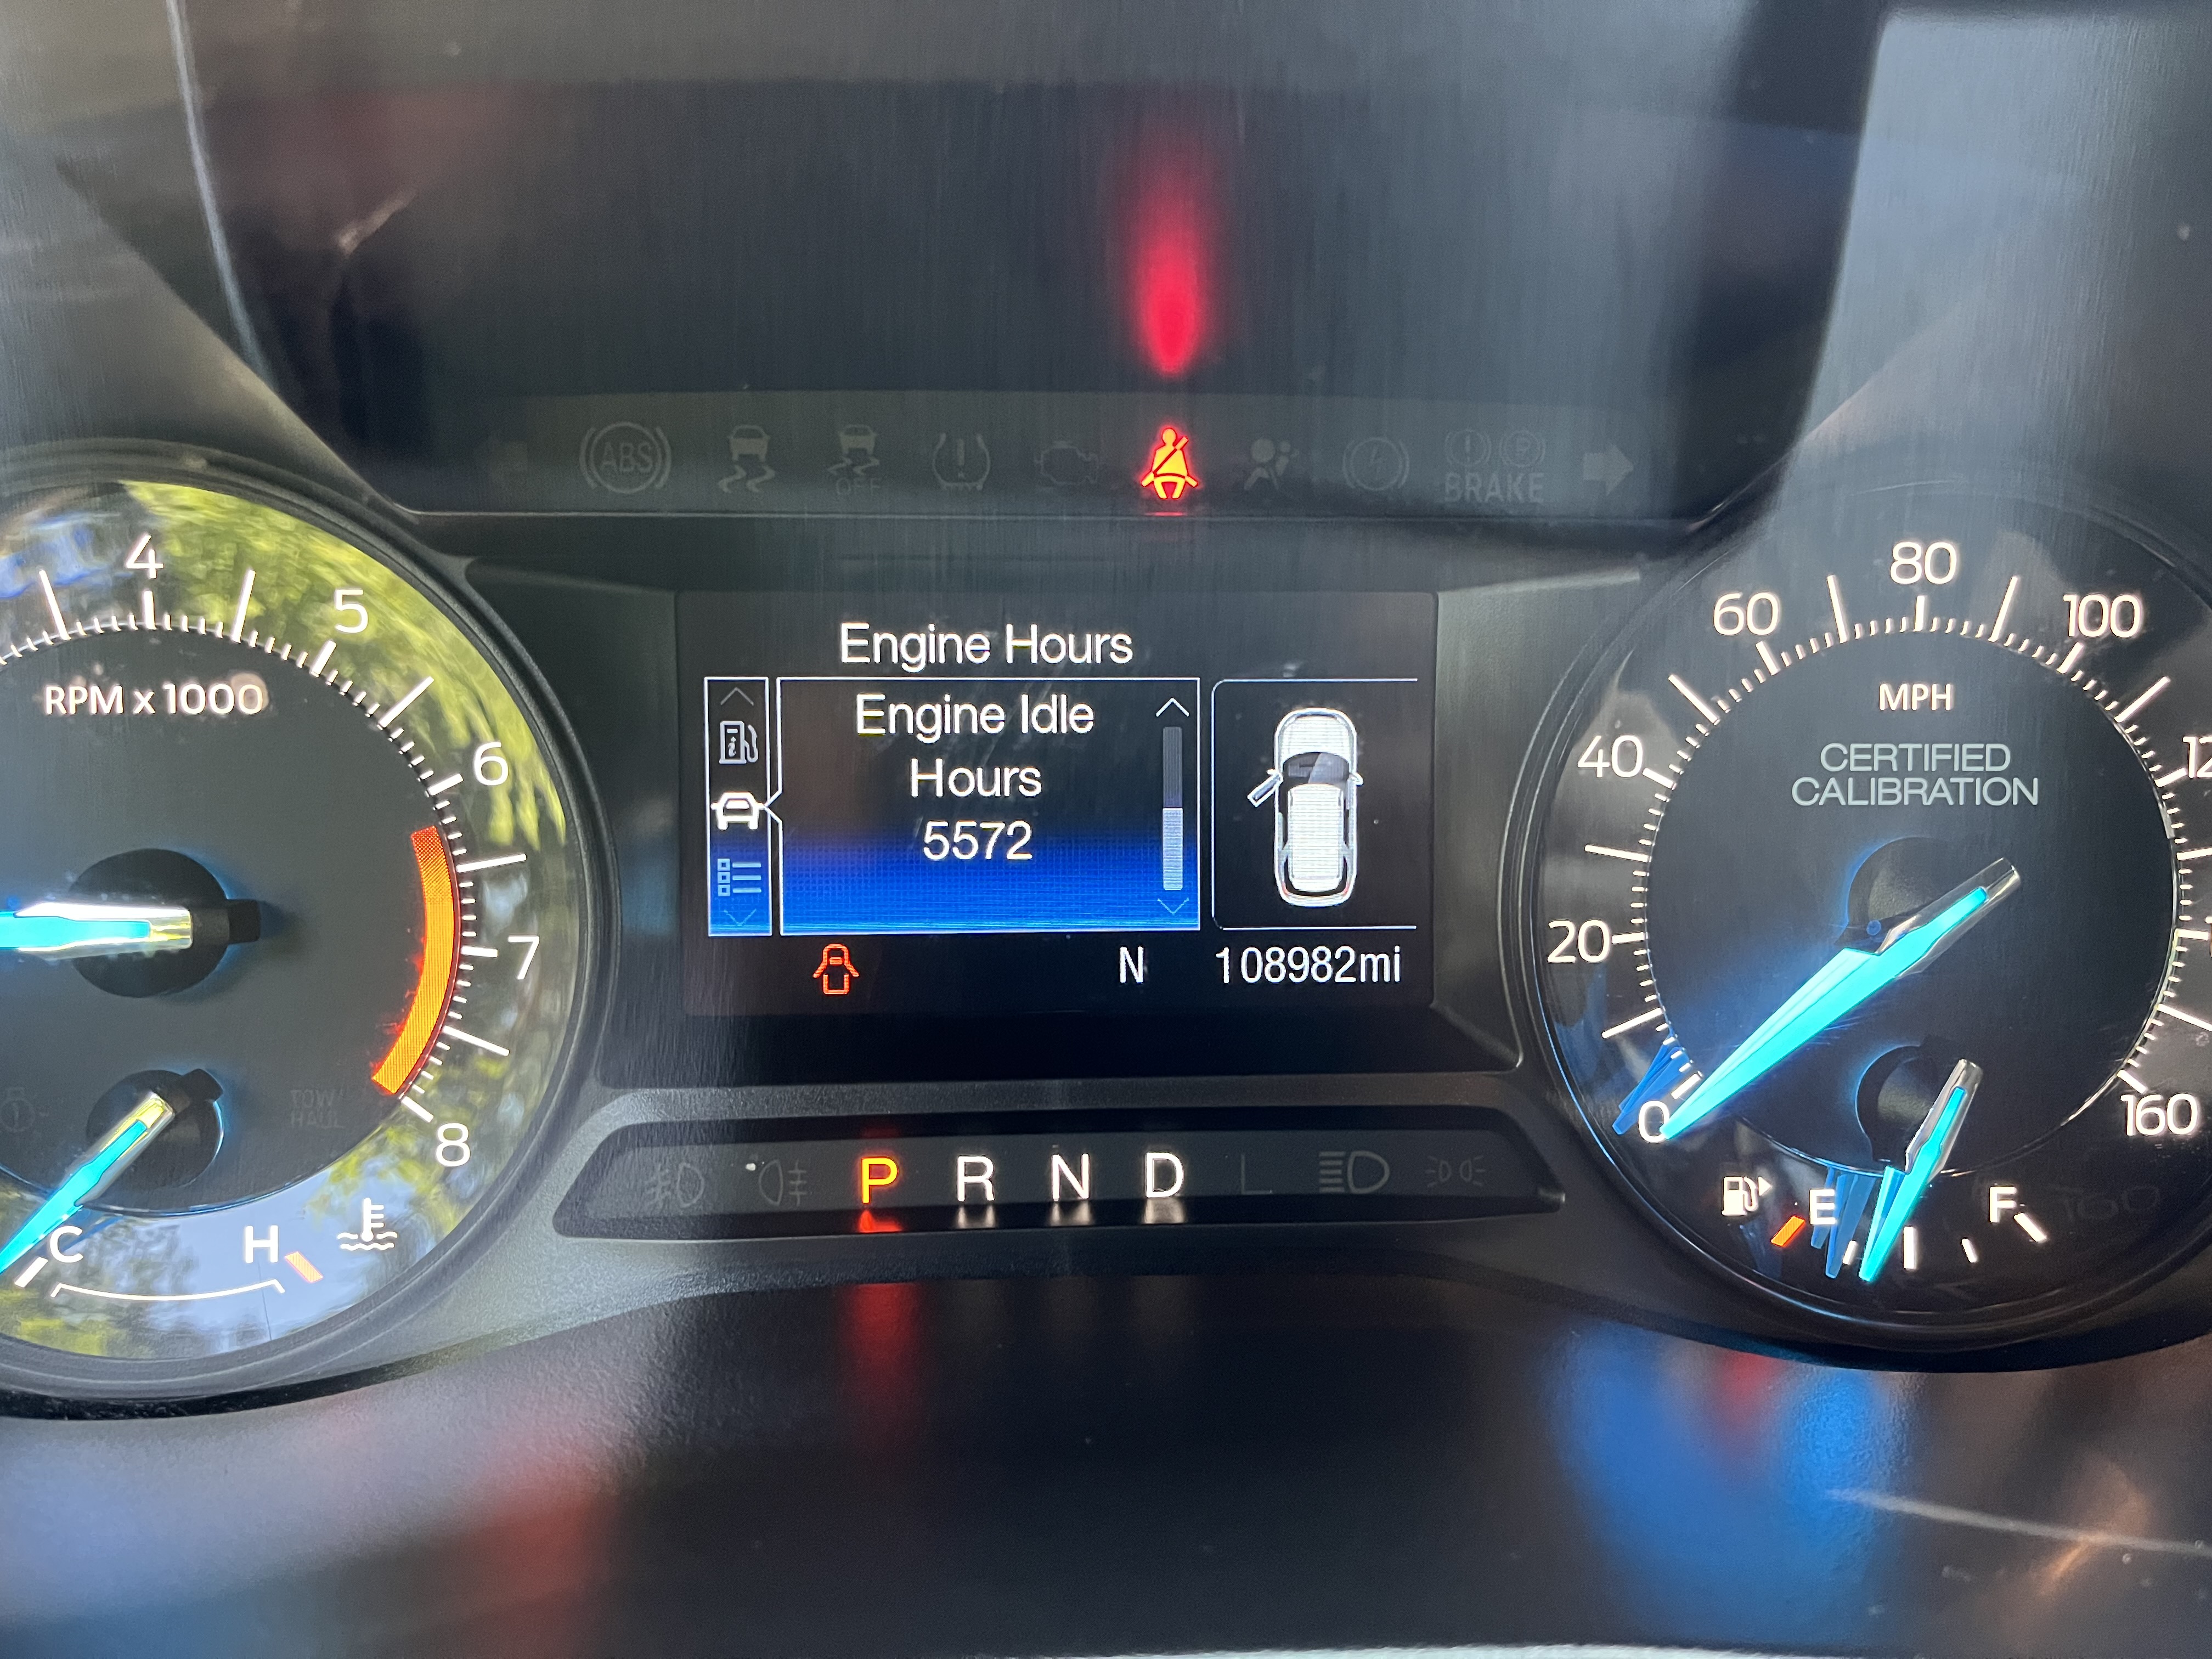 ABS
OFF
BRAKE
4
5
6
7
8
RPM x 1000
TOW/
HAUL
C
H
Engine Hours
Engine Idle
Hours
5572
N 108982mi
P R N D L
0
20
40
60
80
100
160
MPH
CERTIFIED
CALIBRATION
E
F